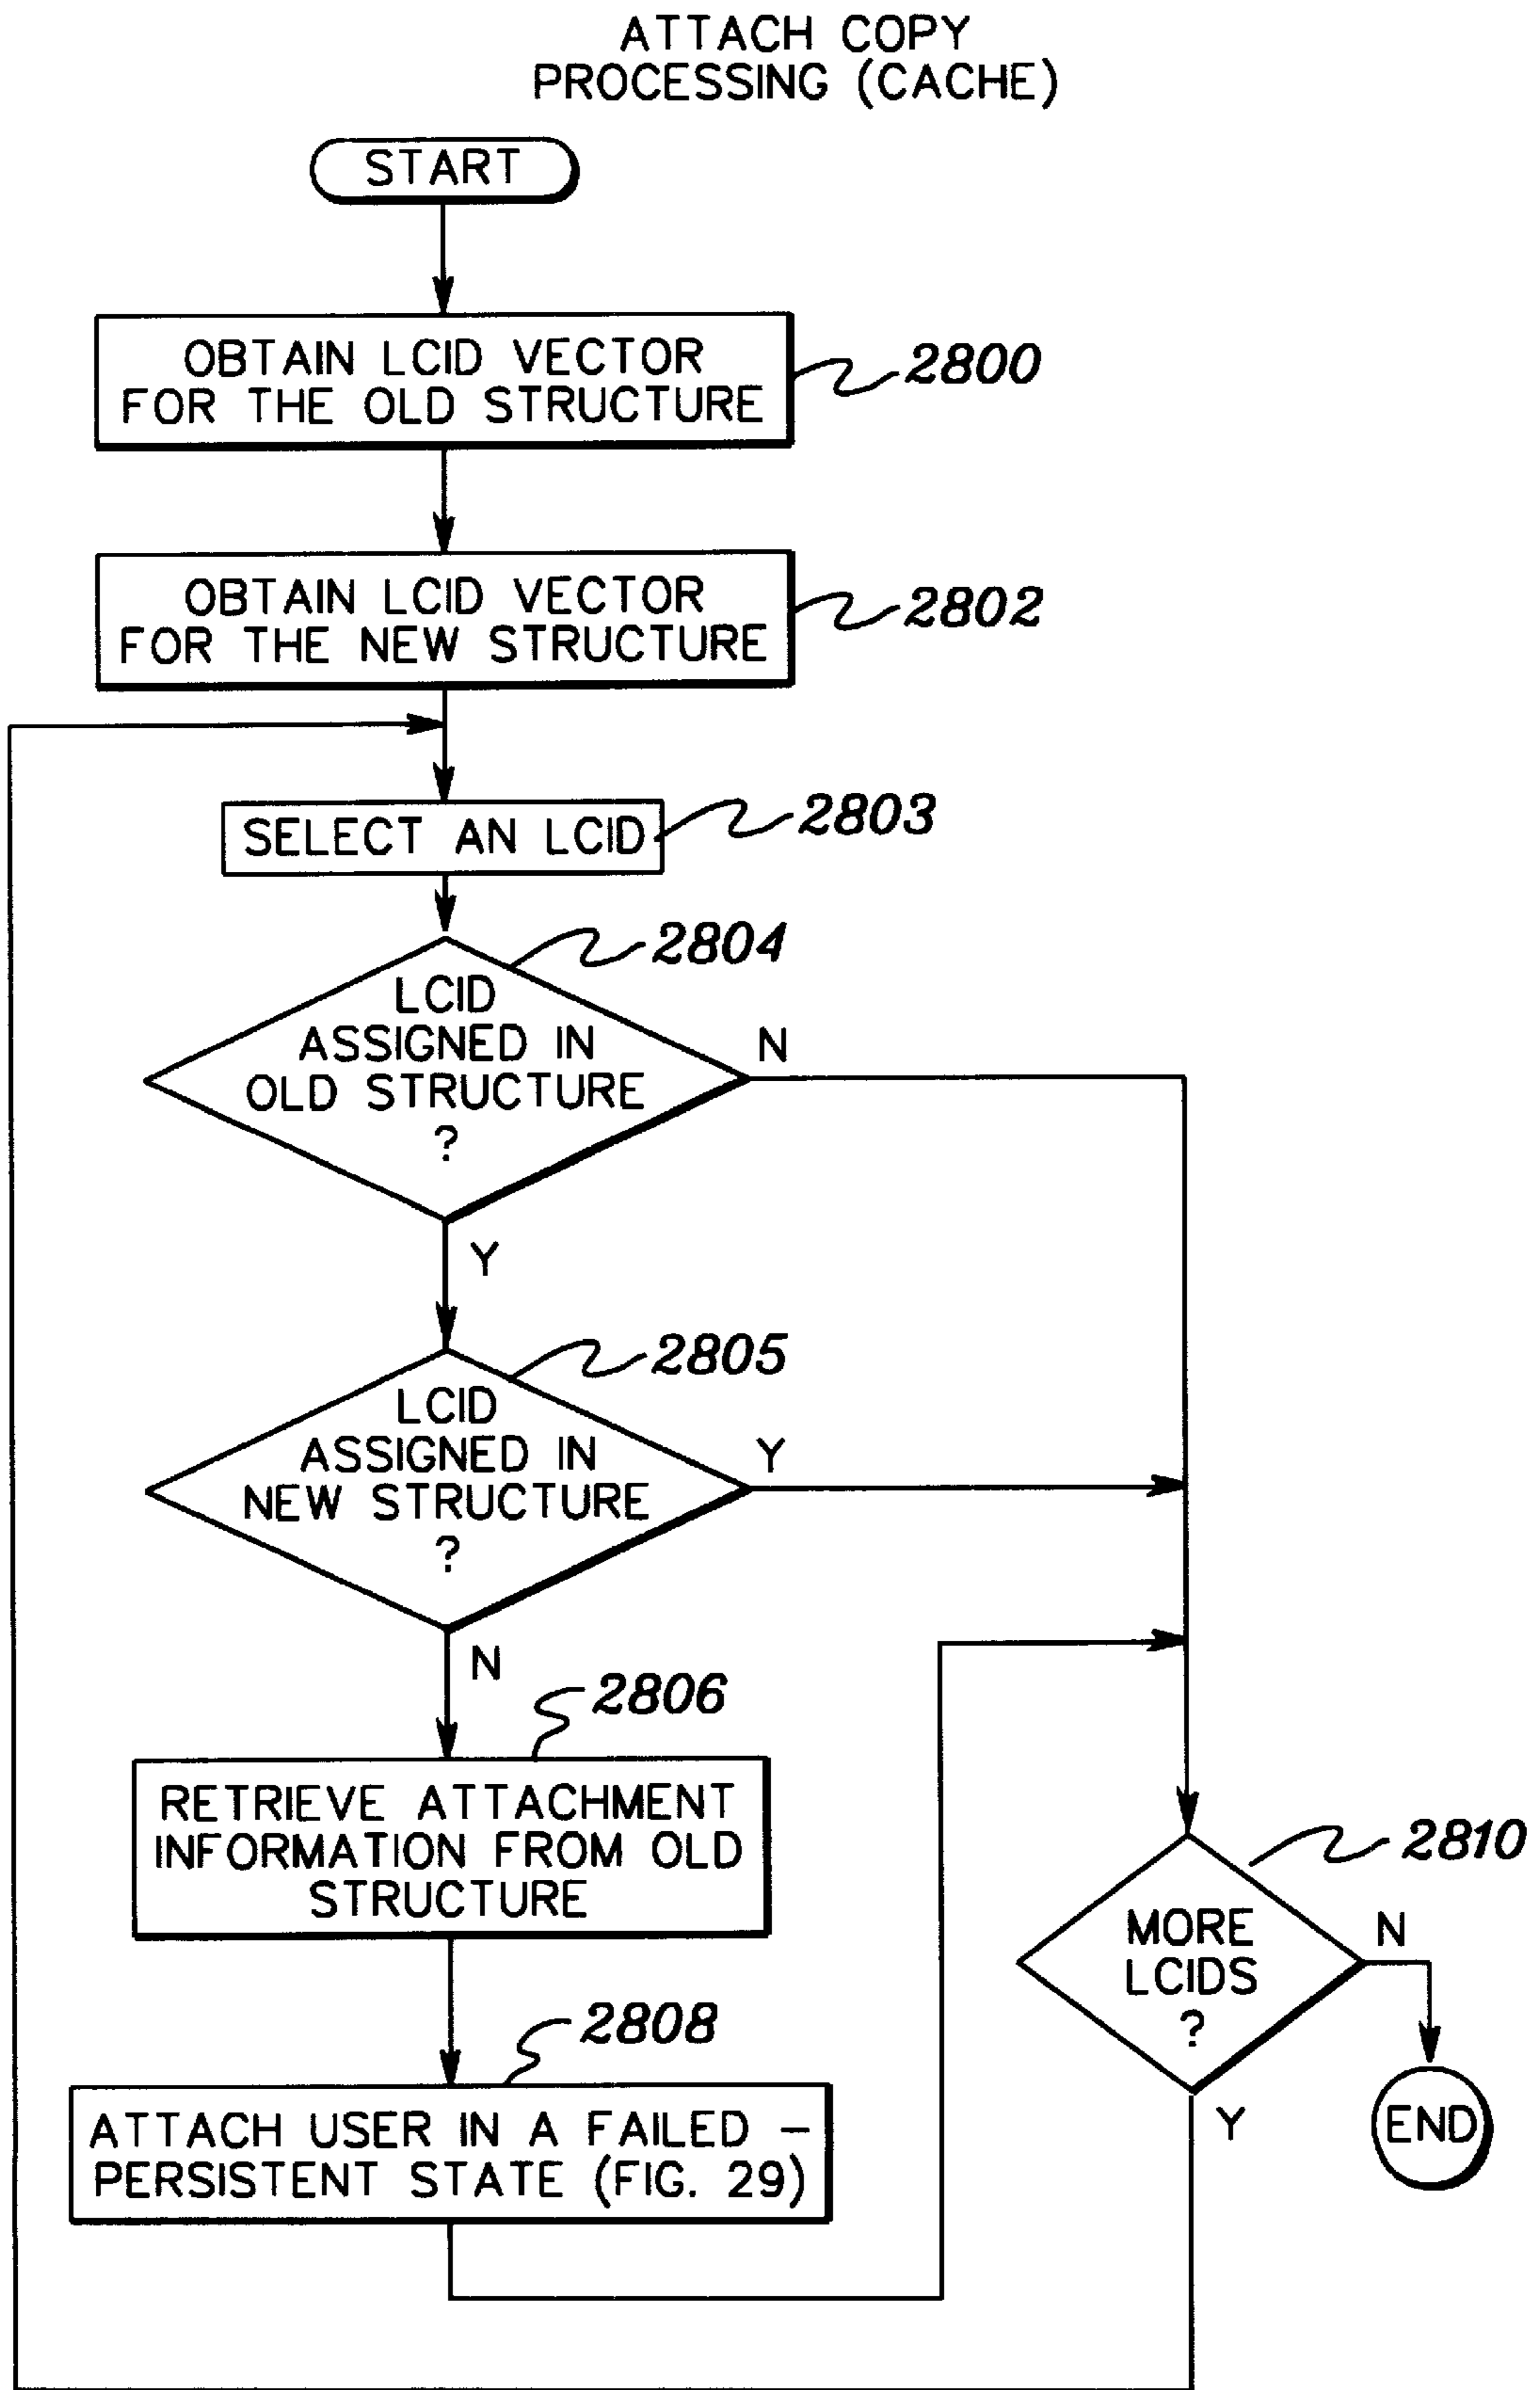 ATTACH COPY
PROCESSING (CACHE)
START
OBTAIN LCID VECTOR
FOR THE OLD STRUCTURE
2800
OBTAIN LCID VECTOR
FOR THE NEW STRUCTURE
2802
SELECT AN LCID
2803
2804
LCID
ASSIGNED IN
OLD STRUCTURE
?
N
Y
2805
LCID
ASSIGNED IN
NEW STRUCTURE
?
Y
N
2806
RETRIEVE ATTACHMENT
INFORMATION FROM OLD
STRUCTURE
2808
ATTACH USER IN A FAILED -
PERSISTENT STATE (FIG. 29)
2810
MORE
LCIDS
?
N
Y
END